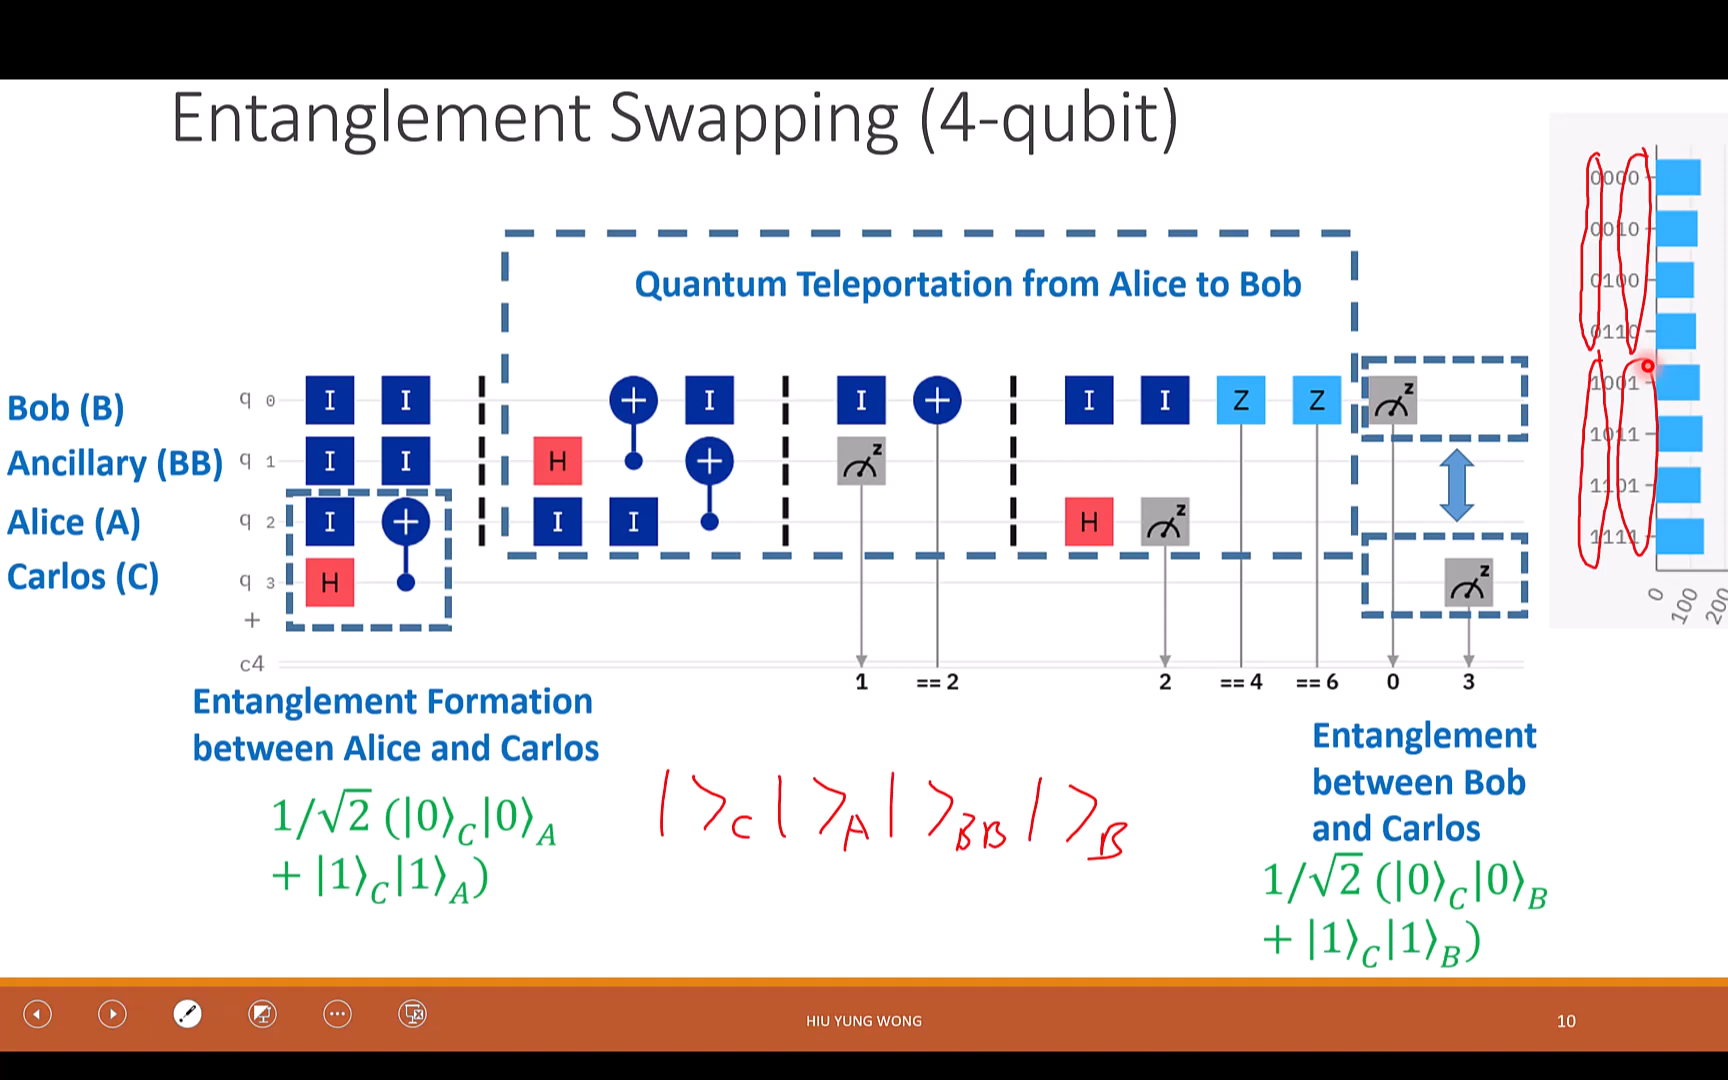 Entanglement Swapping (4-qubit)
Quantum Teleportation from Alice to Bob
Bob (B) q 0 I I + I I + I I Z Z z
Ancillary (BB) q 1 I I H + z
Alice (A) q 2 I + I I H z
Carlos (C) q 3 H z
+
c4
1 == 2 2 == 4 == 6 0 3
Entanglement Formation
between Alice and Carlos
1/√2 (|0⟩C|0⟩A
+ |1⟩C|1⟩A)
| ⟩C | ⟩A | ⟩BB | ⟩B
Entanglement
between Bob
and Carlos
1/√2 (|0⟩C|0⟩B
+ |1⟩C|1⟩B)
0000
0010
0100
0110
1001
1011
1101
1111
0 100 200
HIU YUNG WONG
10